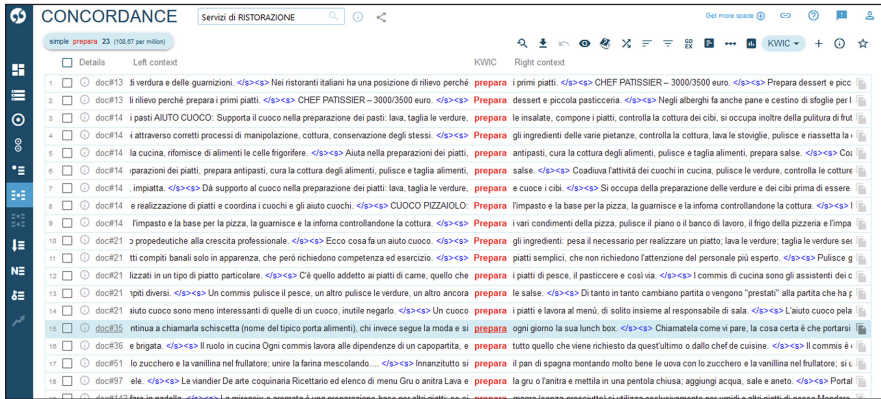 CONCORDANCE Servizi di RISTORAZIONE Get more space
simple prepara 23 (108.67 per million) GD EX KWIC
Details Left context KWIC Right context
1 doc#13 di verdura e delle guarnizioni. </s><s> Nei ristoranti italiani ha una posizione di rilievo perché prepara i primi piatti. </s><s> CHEF PATISSIER – 3000/3500 euro. </s><s> Prepara dessert e picc
2 doc#13 li rilievo perché prepara i primi piatti. </s><s> CHEF PATISSIER – 3000/3500 euro. </s><s> Prepara dessert e piccola pasticceria. </s><s> Negli alberghi fa anche pane e cestino di sfoglie per l
3 doc#14 i pasti AIUTO CUOCO: Supporta il cuoco nella preparazione dei pasti: lava, taglia le verdure, prepara le insalate, compone i piatti, controlla la cottura dei cibi, si occupa inoltre della pulitura di frut
4 doc#14 i attraverso corretti processi di manipolazione, cottura, conservazione degli stessi. </s><s> Prepara gli ingredienti delle varie pietanze, controlla la cottura, lava le stoviglie, pulisce e riassetta la
5 doc#14 la cucina, rifornisce di alimenti le celle frigorifere. </s><s> Aiuta nella preparazioni dei piatti, prepara antipasti, cura la cottura degli alimenti, pulisce e taglia alimenti, prepara salse. </s><s> Coa
6 doc#14 parazioni dei piatti, prepara antipasti, cura la cottura degli alimenti, pulisce e taglia alimenti, prepara salse. </s><s> Coadiuva l'attività dei cuochi in cucina, pulisce le verdure, controlla le cotture
7 doc#14 . impiatta. </s><s> Dà supporto al cuoco nella preparazione dei piatti: lava, taglia le verdure, prepara e cuoce i cibi. </s><s> Si occupa della preparazione delle verdure e dei cibi prima di essere
8 doc#14 e realizzazione di piatti e coordina i cuochi e gli aiuto cuochi. </s><s> CUOCO PIZZAIOLO: Prepara l'impasto e la base per la pizza, la guarnisce e la inforna controllandone la cottura. </s><s>
9 doc#14 l'impasto e la base per la pizza, la guarnisce e la inforna controllandone la cottura. </s><s> Prepara i vari condimenti della pizza, pulisce il piano o il banco di lavoro, il frigo della pizzeria e l'impa
10 doc#21 o propedeutiche alla crescita professionale. </s><s> Ecco cosa fa un aiuto cuoco. </s><s> Prepara gli ingredienti: pesa il necessario per realizzare un piatto; lava le verdure; taglia le verdure sec
11 doc#21 tti compiti banali solo in apparenza, che però richiedono competenza ed esercizio. </s><s> Prepara piatti semplici, che non richiedono l'attenzione del personale più esperto. </s><s> Pulisce g
12 doc#21 lizzati in un tipo di piatto particolare. </s><s> C'è quello addetto ai piatti di carne, quello che prepara i piatti di pesce, il pasticcere e così via. </s><s> I commis di cucina sono gli assistenti dei c
13 doc#21 piti diversi. </s><s> Un commis pulisce il pesce, un altro pulisce le verdure, un altro ancora prepara le salse. </s><s> Di tanto in tanto cambiano partita o vengono "prestati" alla partita che ha p
14 doc#21 aiuto cuoco sono meno interessanti di quelle di un cuoco, inutile negarlo. </s><s> Un cuoco prepara i piatti e lavora al menù, di solito insieme al responsabile di sala. </s><s> L'aiuto cuoco pela
15 doc#35 ntinua a chiamarla schiscetta (nome del tipico porta alimenti), chi invece segue la moda e si prepara ogni giorno la sua lunch box. </s><s> Chiamatela come vi pare, la cosa certa è che portarsi
16 doc#36 e brigata. </s><s> Il ruolo in cucina Ogni commis lavora alle dipendenze di un capopartita, e prepara tutto quello che viene richiesto da quest'ultimo o dallo chef de cuisine. </s><s> Il commis è
17 doc#51 lo zucchero e la vanillina nel frullatore; unire la farina mescolando.... </s><s> Innanzitutto si prepara il pan di spagna montando molto bene le uova con lo zucchero e la vanillina nel frullatore; si u
18 doc#97 ele. </s><s> Le viandier De arte coquinaria Ricettario ed elenco di menu Gru o anitra Lava e prepara la gru o l'anitra e mettila in una pentola chiusa; aggiungi acqua, sale e aneto. </s><s> Portal